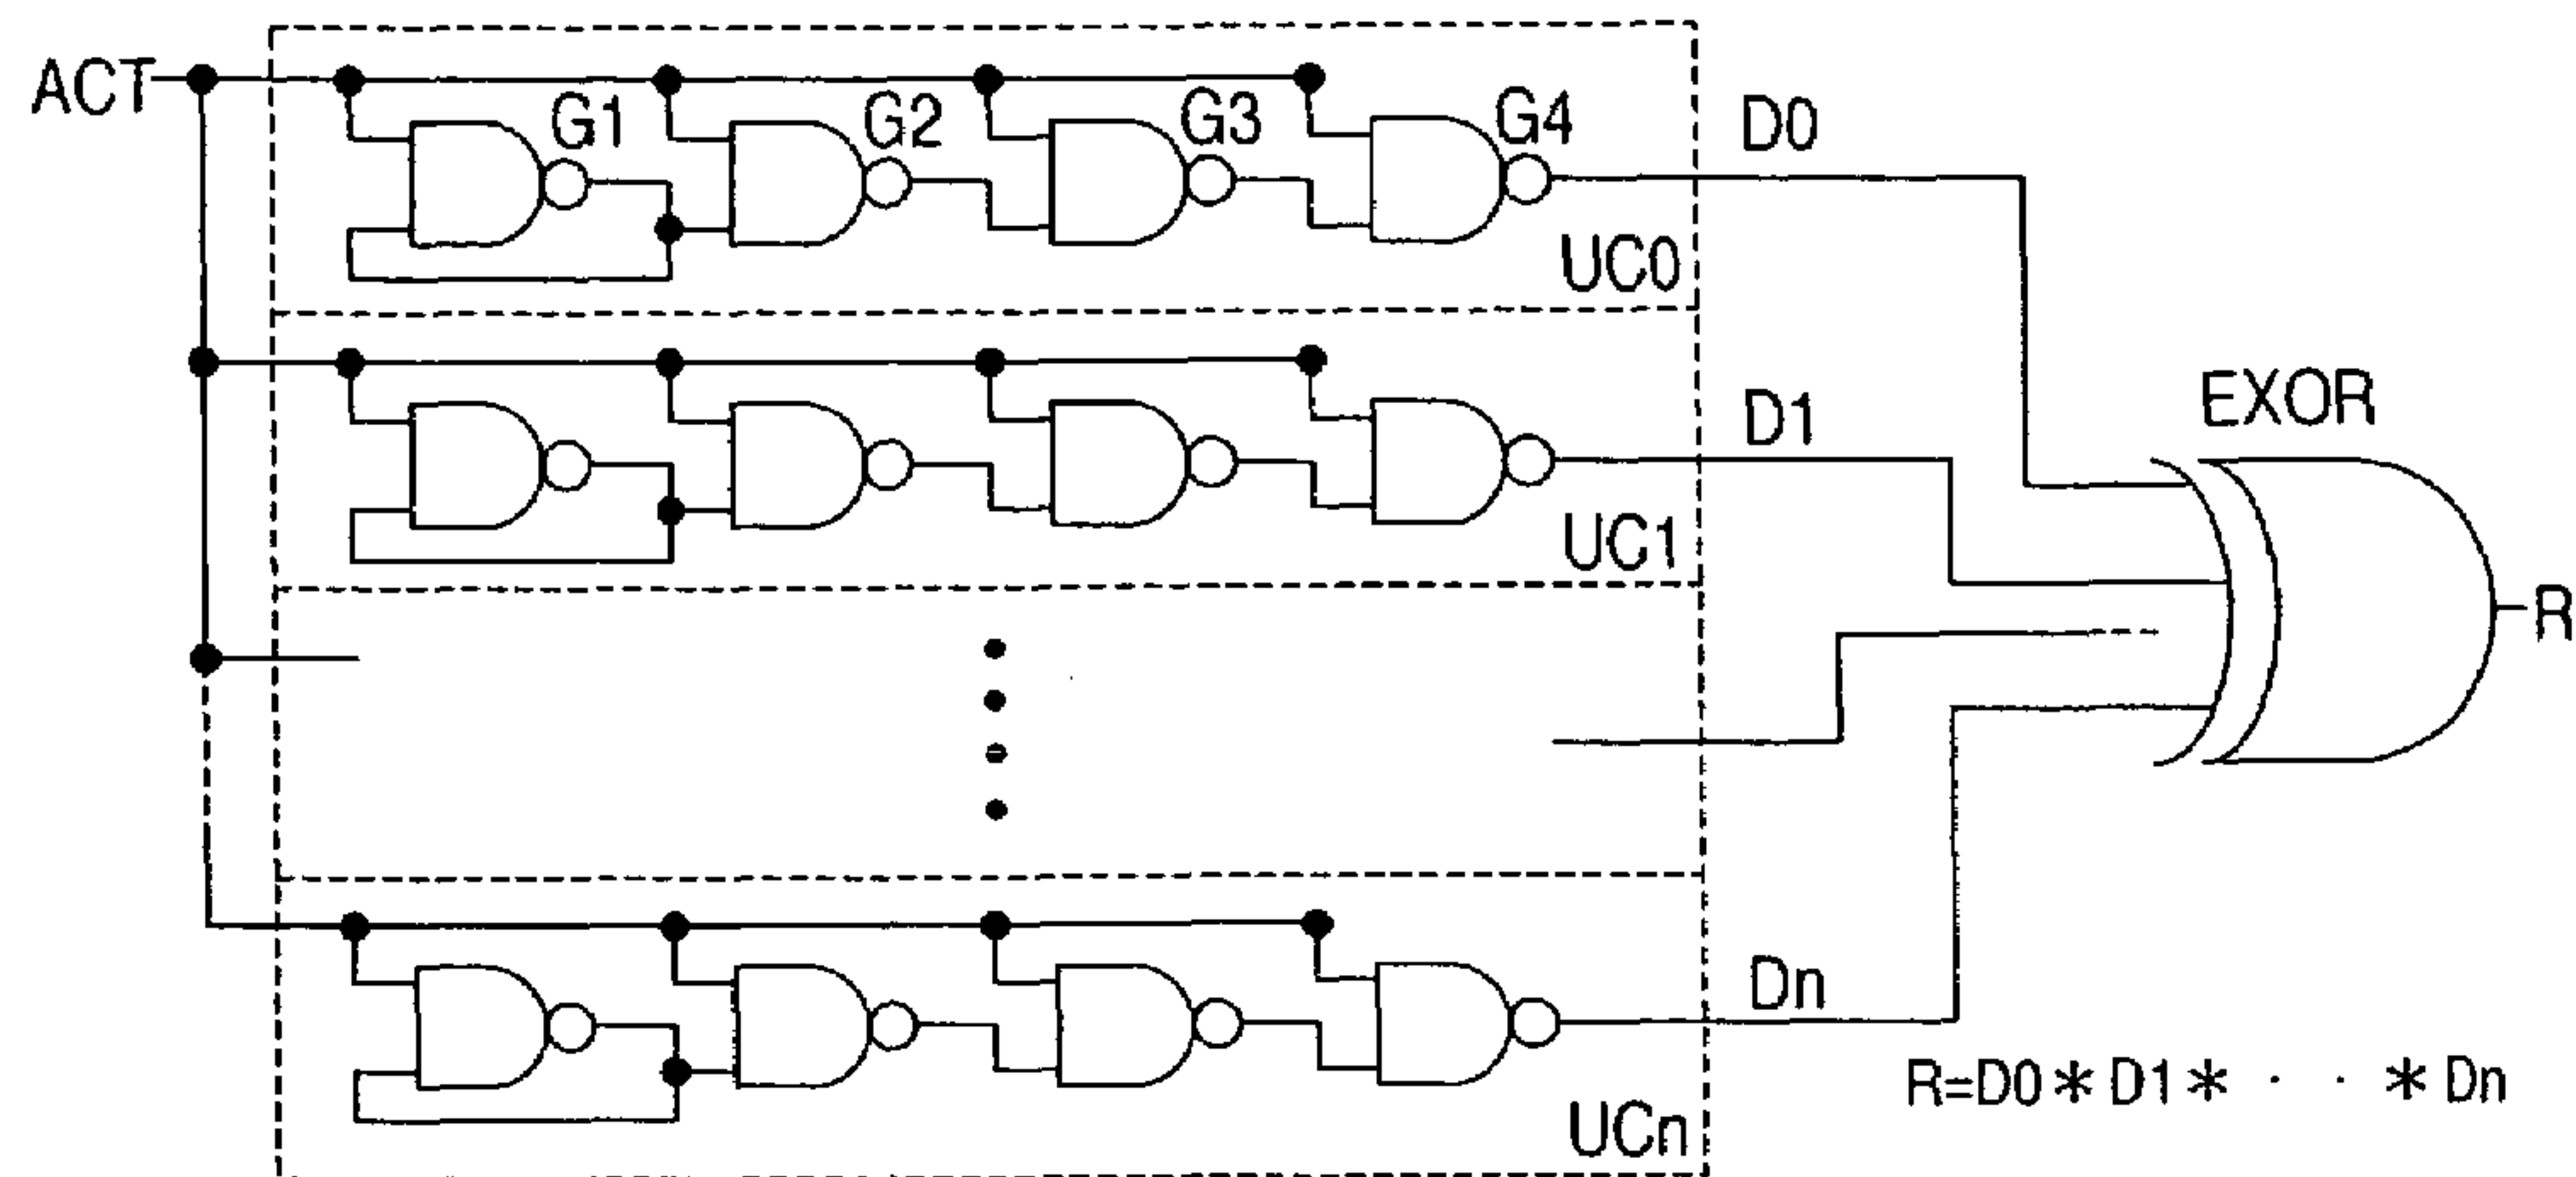 ACT
G1
G2
G3
G4
D0
UC0
D1
EXOR
UC1
R
Dn
R=D0*D1* · · *Dn
UCn